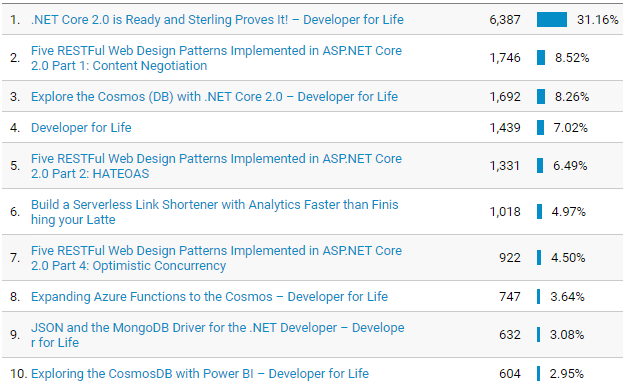 1. .NET Core 2.0 is Ready and Sterling Proves It! – Developer for Life 6,387 31.16%
2. Five RESTFul Web Design Patterns Implemented in ASP.NET Core
2.0 Part 1: Content Negotiation 1,746 8.52%
3. Explore the Cosmos (DB) with .NET Core 2.0 – Developer for Life 1,692 8.26%
4. Developer for Life 1,439 7.02%
5. Five RESTFul Web Design Patterns Implemented in ASP.NET Core
2.0 Part 2: HATEOAS 1,331 6.49%
6. Build a Serverless Link Shortener with Analytics Faster than Finis
hing your Latte 1,018 4.97%
7. Five RESTFul Web Design Patterns Implemented in ASP.NET Core
2.0 Part 4: Optimistic Concurrency 922 4.50%
8. Expanding Azure Functions to the Cosmos – Developer for Life 747 3.64%
9. JSON and the MongoDB Driver for the .NET Developer – Develope
r for Life 632 3.08%
10. Exploring the CosmosDB with Power BI – Developer for Life 604 2.95%